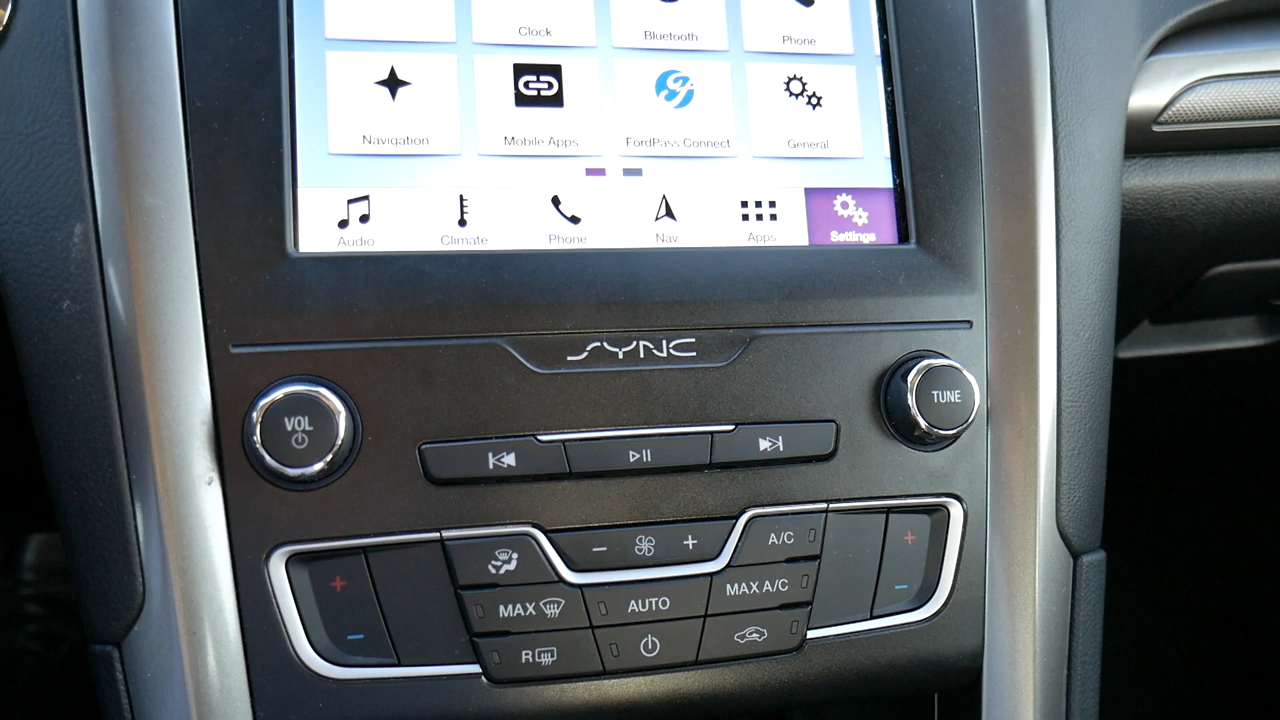 Clock
Bluetooth
Phone
Navigation
Mobile Apps
FordPass Connect
General
Audio
Climate
Phone
Nav
Apps
Settings
SYNC
VOL
TUNE
A/C
MAX
AUTO
MAX A/C
R